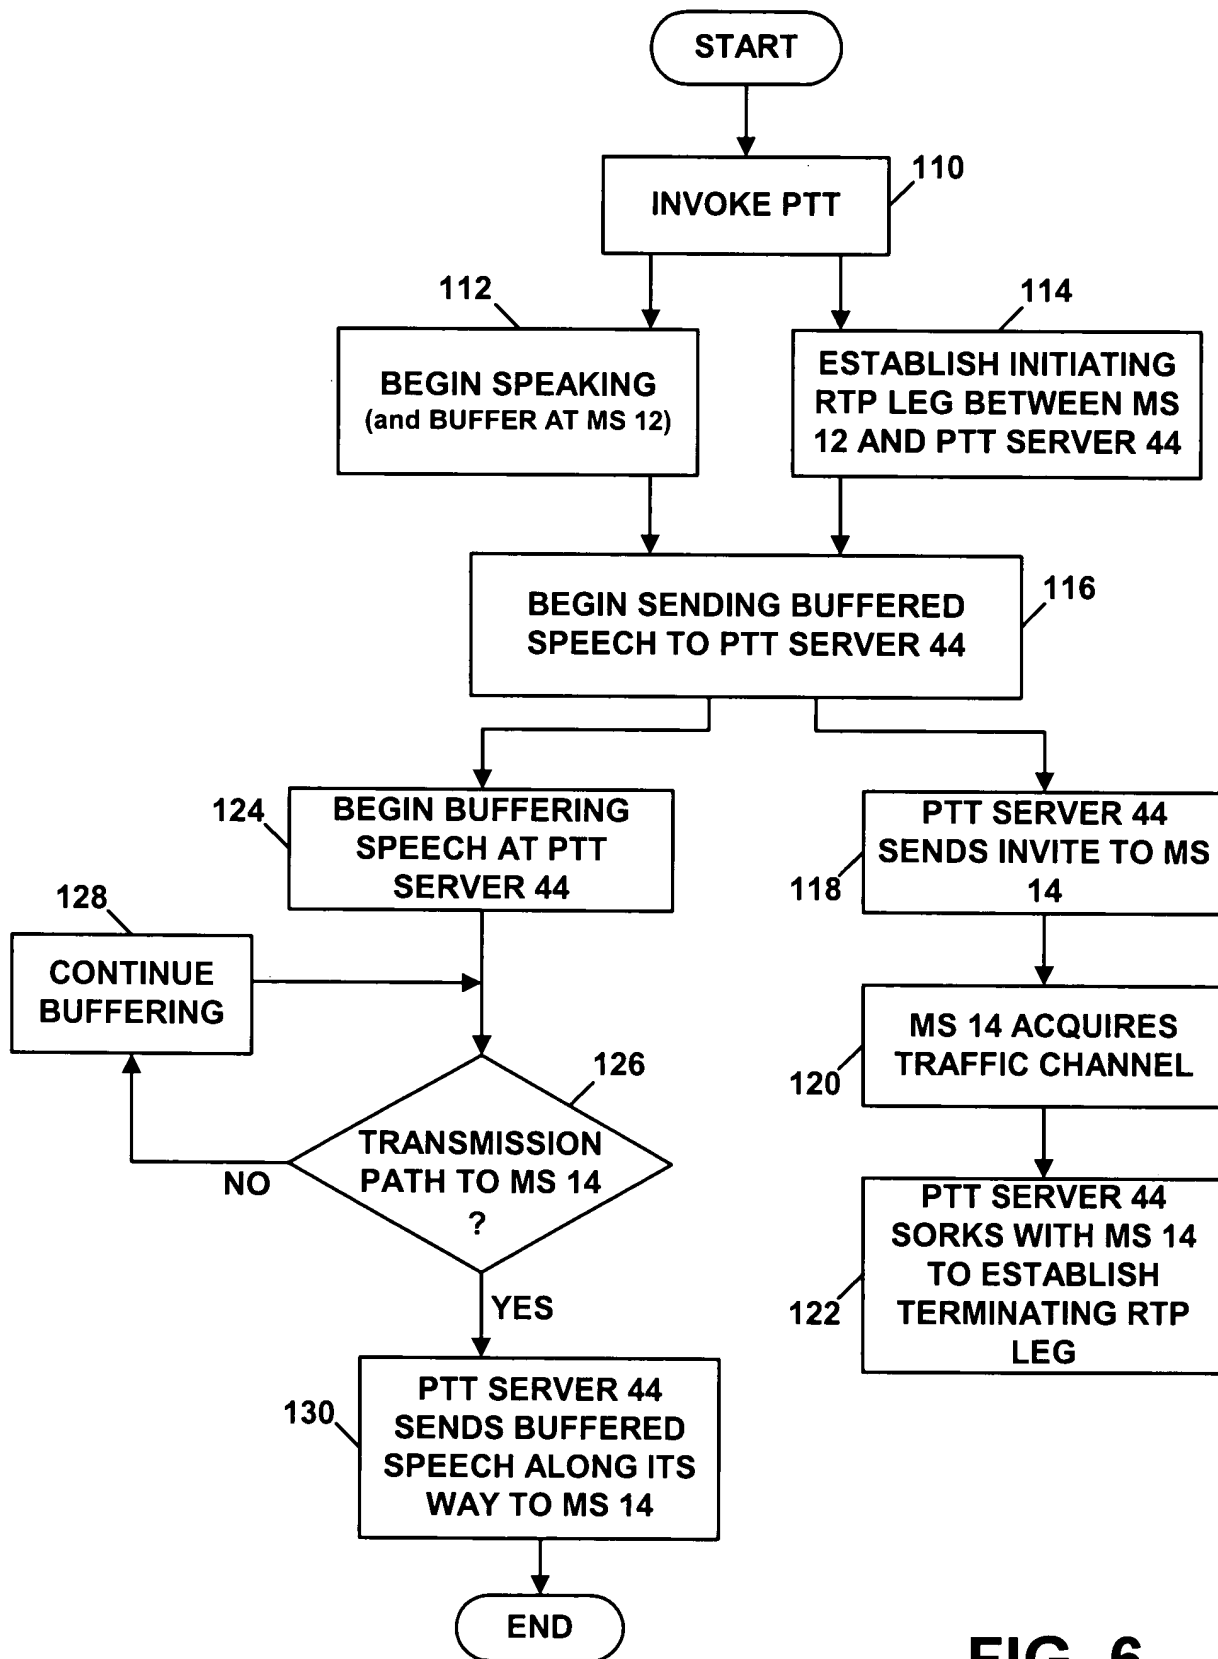 START
INVOKE PTT
110
112
BEGIN SPEAKING
(and BUFFER AT MS 12)
114
ESTABLISH INITIATING
RTP LEG BETWEEN MS
12 AND PTT SERVER 44
BEGIN SENDING BUFFERED
SPEECH TO PTT SERVER 44
116
124
BEGIN BUFFERING
SPEECH AT PTT
SERVER 44
PTT SERVER 44
SENDS INVITE TO MS
14
118
128
CONTINUE
BUFFERING
MS 14 ACQUIRES
TRAFFIC CHANNEL
120
126
TRANSMISSION
PATH TO MS 14
?
NO
YES
PTT SERVER 44
SORKS WITH MS 14
TO ESTABLISH
TERMINATING RTP
LEG
122
130
PTT SERVER 44
SENDS BUFFERED
SPEECH ALONG ITS
WAY TO MS 14
END
FIG. 6